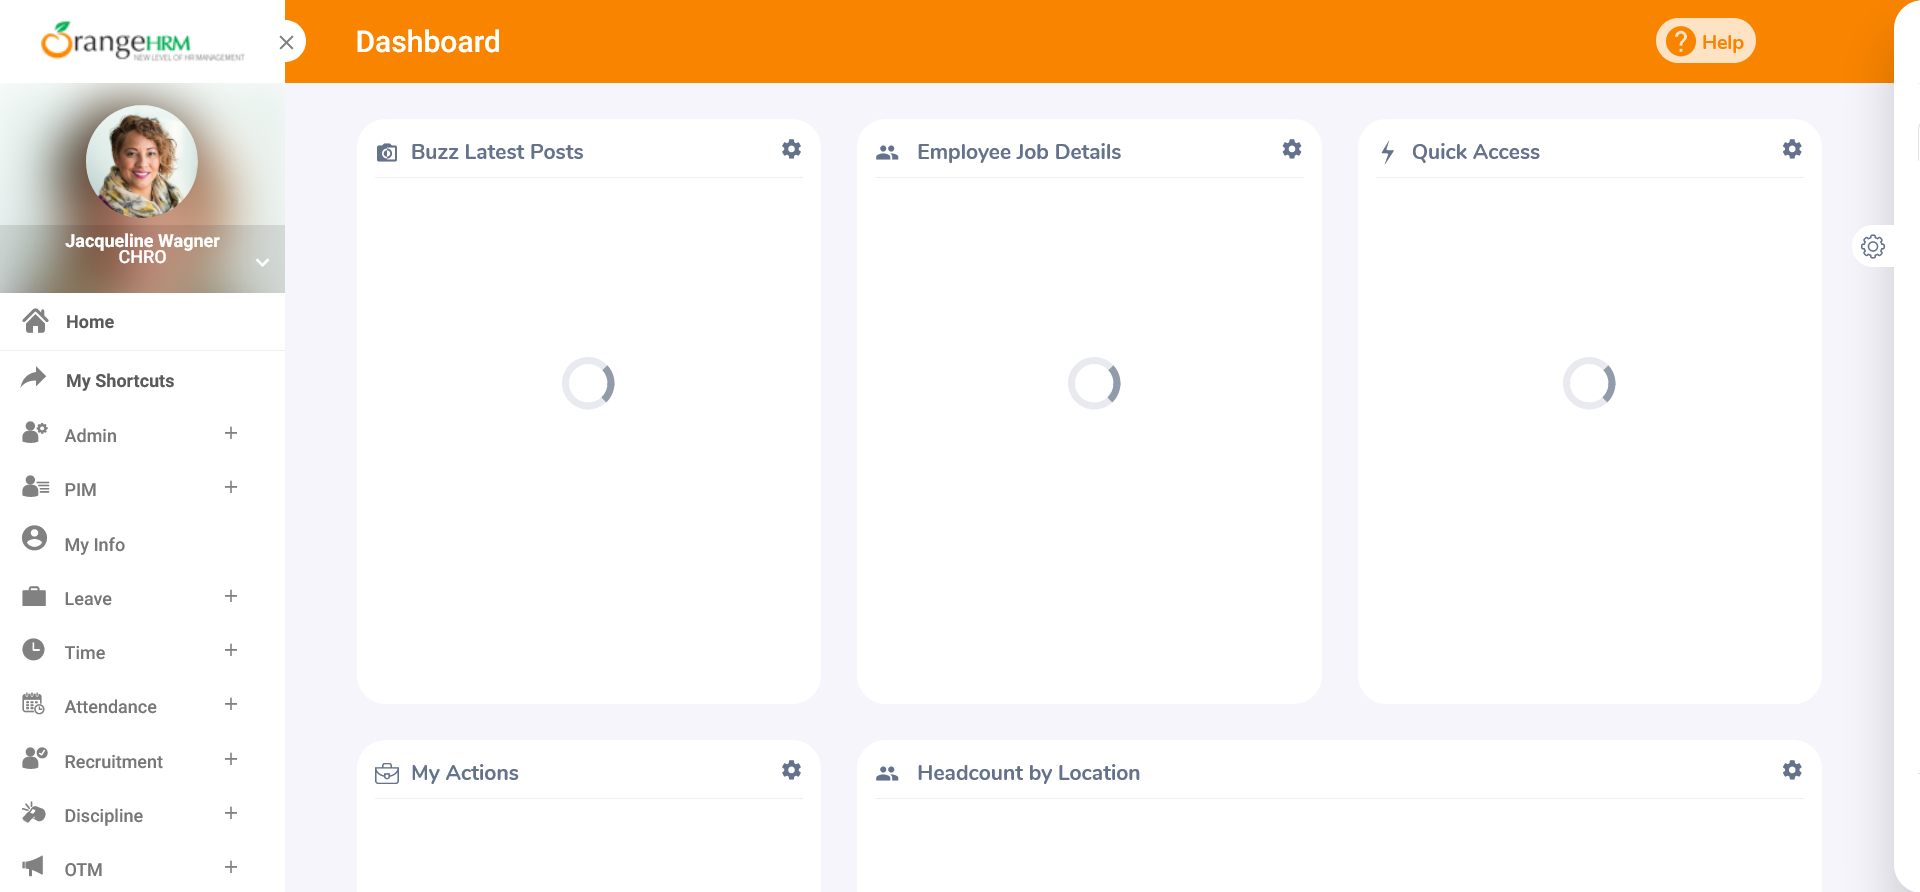 OrangeHRM
NEW LEVEL OF HR MANAGEMENT
Dashboard
? Help
Jacqueline Wagner
CHRO
Home
My Shortcuts
Admin
PIM
My Info
Leave
Time
Attendance
Recruitment
Discipline
OTM
Buzz Latest Posts
Employee Job Details
Quick Access
My Actions
Headcount by Location